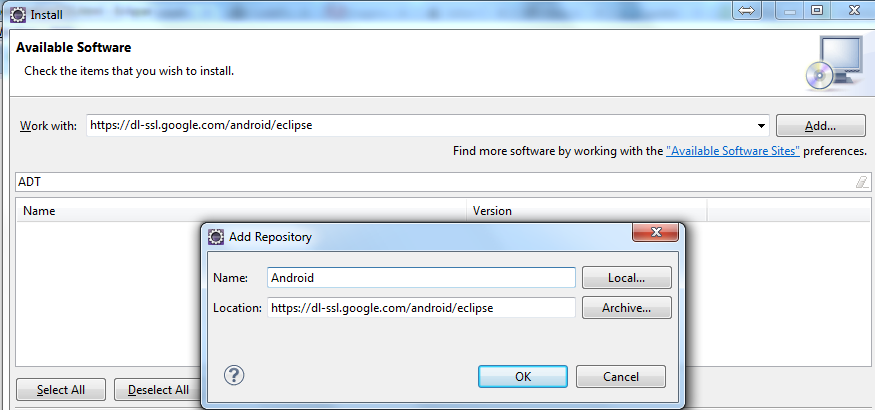 Install
Available Software
Check the items that you wish to install.
Work with: https://dl-ssl.google.com/android/eclipse Add...
Find more software by working with the "Available Software Sites" preferences.
ADT
Name Version
Add Repository
Name: Android Local...
Location: https://dl-ssl.google.com/android/eclipse Archive...
? OK Cancel
Select All Deselect All